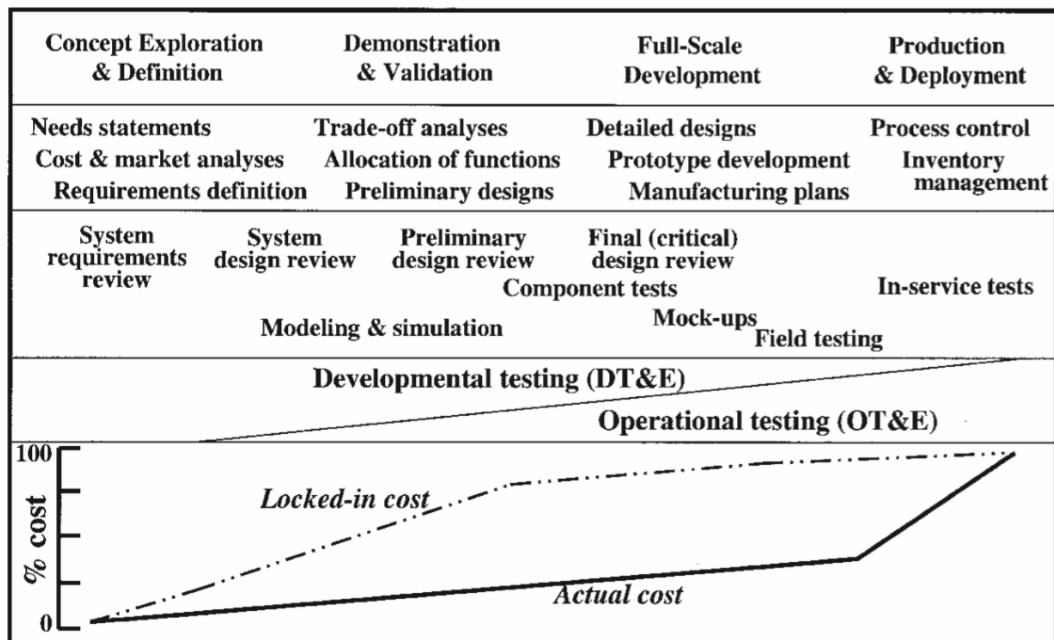 Concept Exploration
& Definition
Demonstration
& Validation
Full-Scale
Development
Production
& Deployment
Needs statements
Cost & market analyses
Requirements definition
Trade-off analyses
Allocation of functions
Preliminary designs
Detailed designs
Prototype development
Manufacturing plans
Process control
Inventory
management
System
requirements
review
System
design review
Preliminary
design review
Final (critical)
design review
Component tests
In-service tests
Modeling & simulation
Mock-ups
Field testing
Developmental testing (DT&E)
Operational testing (OT&E)
100
% cost
0
Locked-in cost
Actual cost